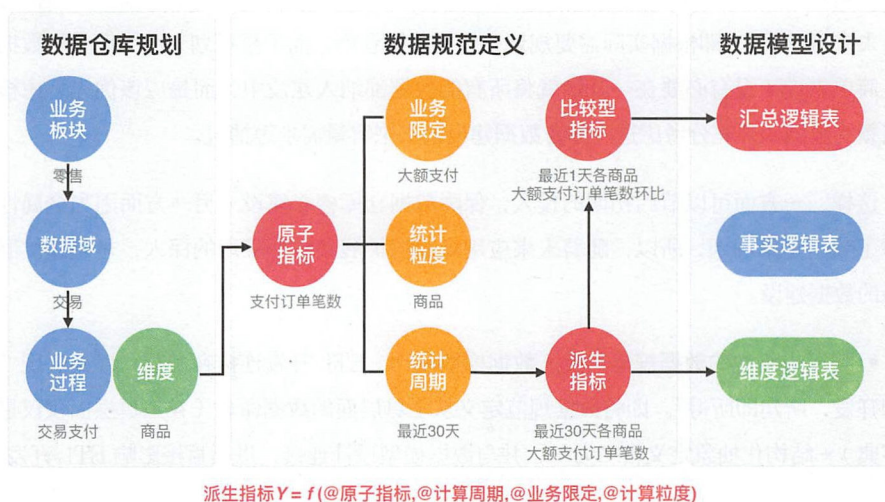 数据仓库规划
数据规范定义
数据模型设计
业务
板块
零售
数据域
交易
业务
过程
交易支付
维度
商品
原子
指标
支付订单笔数
业务
限定
大额支付
统计
粒度
商品
统计
周期
最近30天
比较型
指标
最近1天各商品
大额支付订单笔数环比
派生
指标
最近30天各商品
大额支付订单笔数
汇总逻辑表
事实逻辑表
维度逻辑表
派生指标Y = f (@原子指标,@计算周期,@业务限定,@计算粒度)